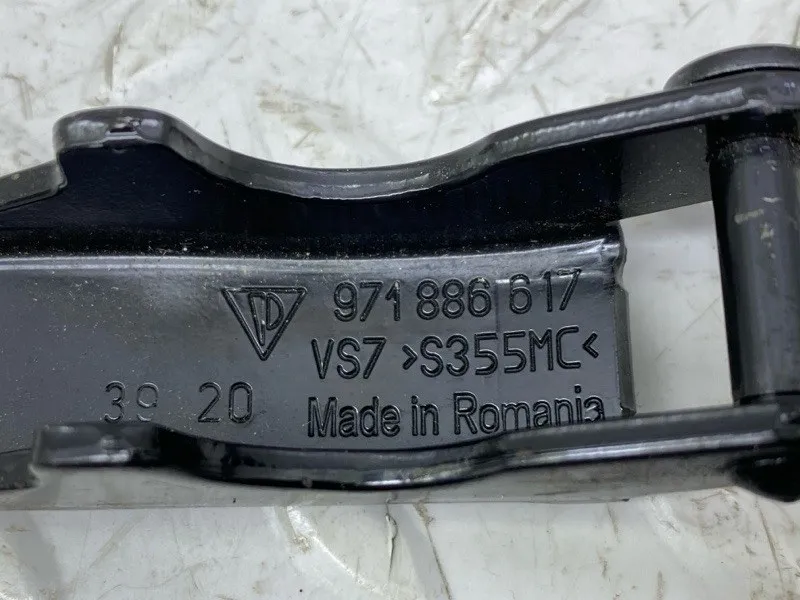 971 886 617
VS7 >S355MC<
39 20
Made in Romania